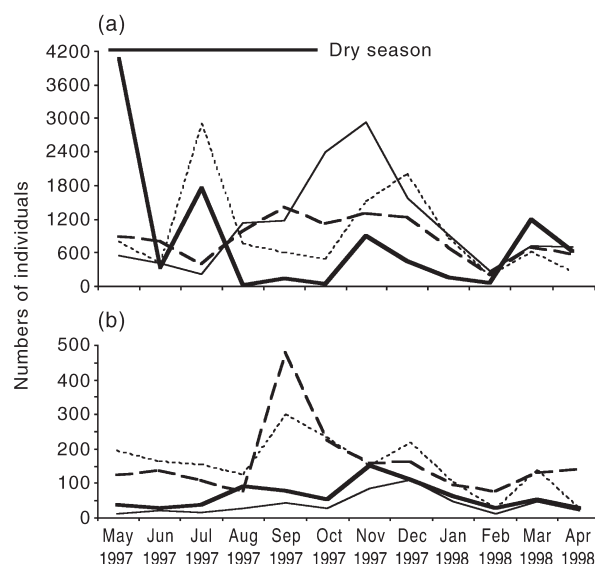 (a)
4200
Dry season
3600
3000
2400
1800
1200
600
0
Numbers of individuals
(b)
500
400
300
200
100
0
May Jun Jul Aug Sep Oct Nov Dec Jan Feb Mar Apr
1997 1997 1997 1997 1997 1997 1997 1997 1998 1998 1998 1998